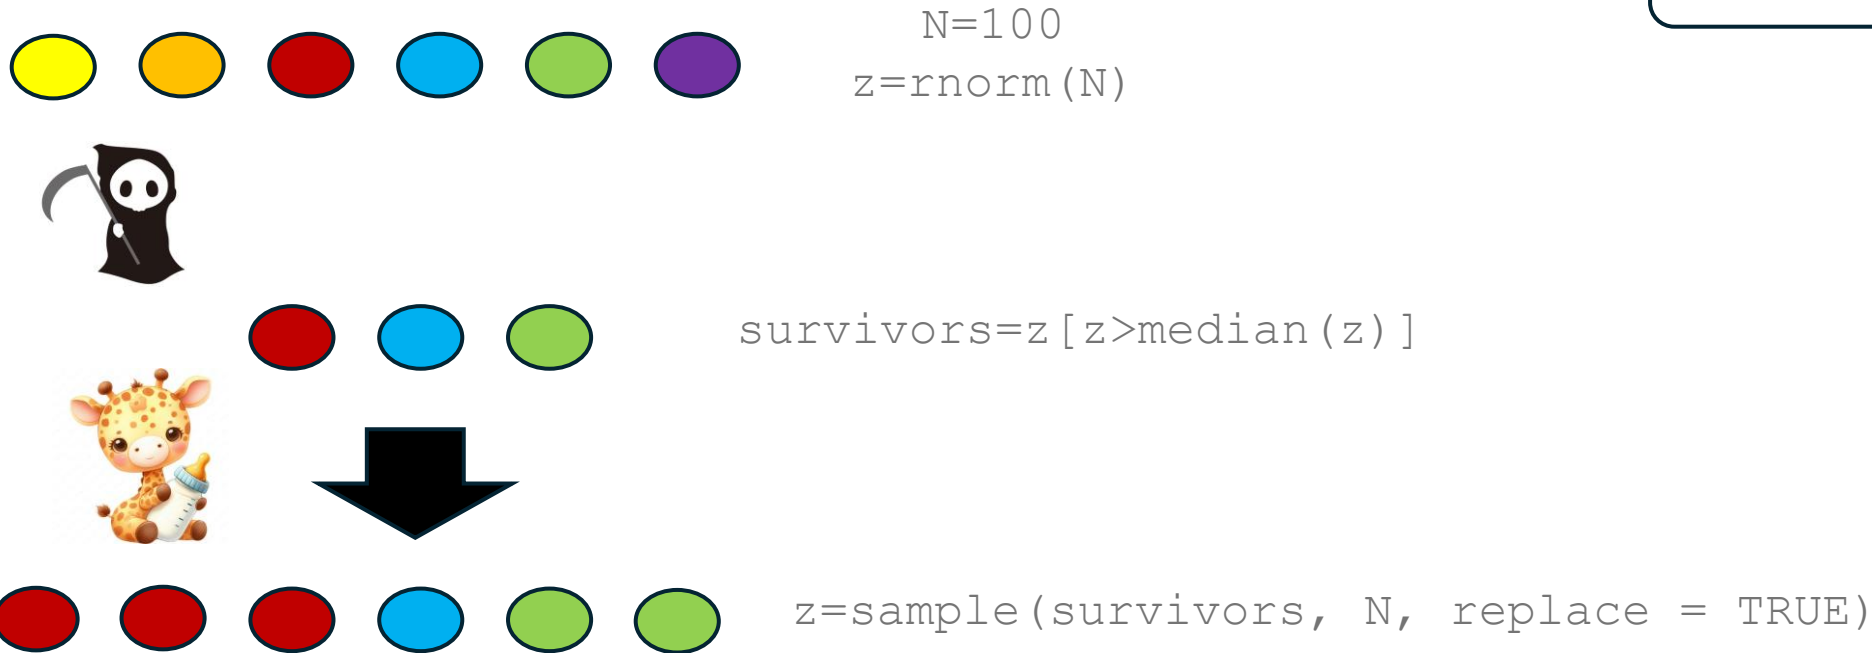 N=100
z=rnorm(N)
survivors=z[z>median(z)]
z=sample(survivors, N, replace = TRUE)